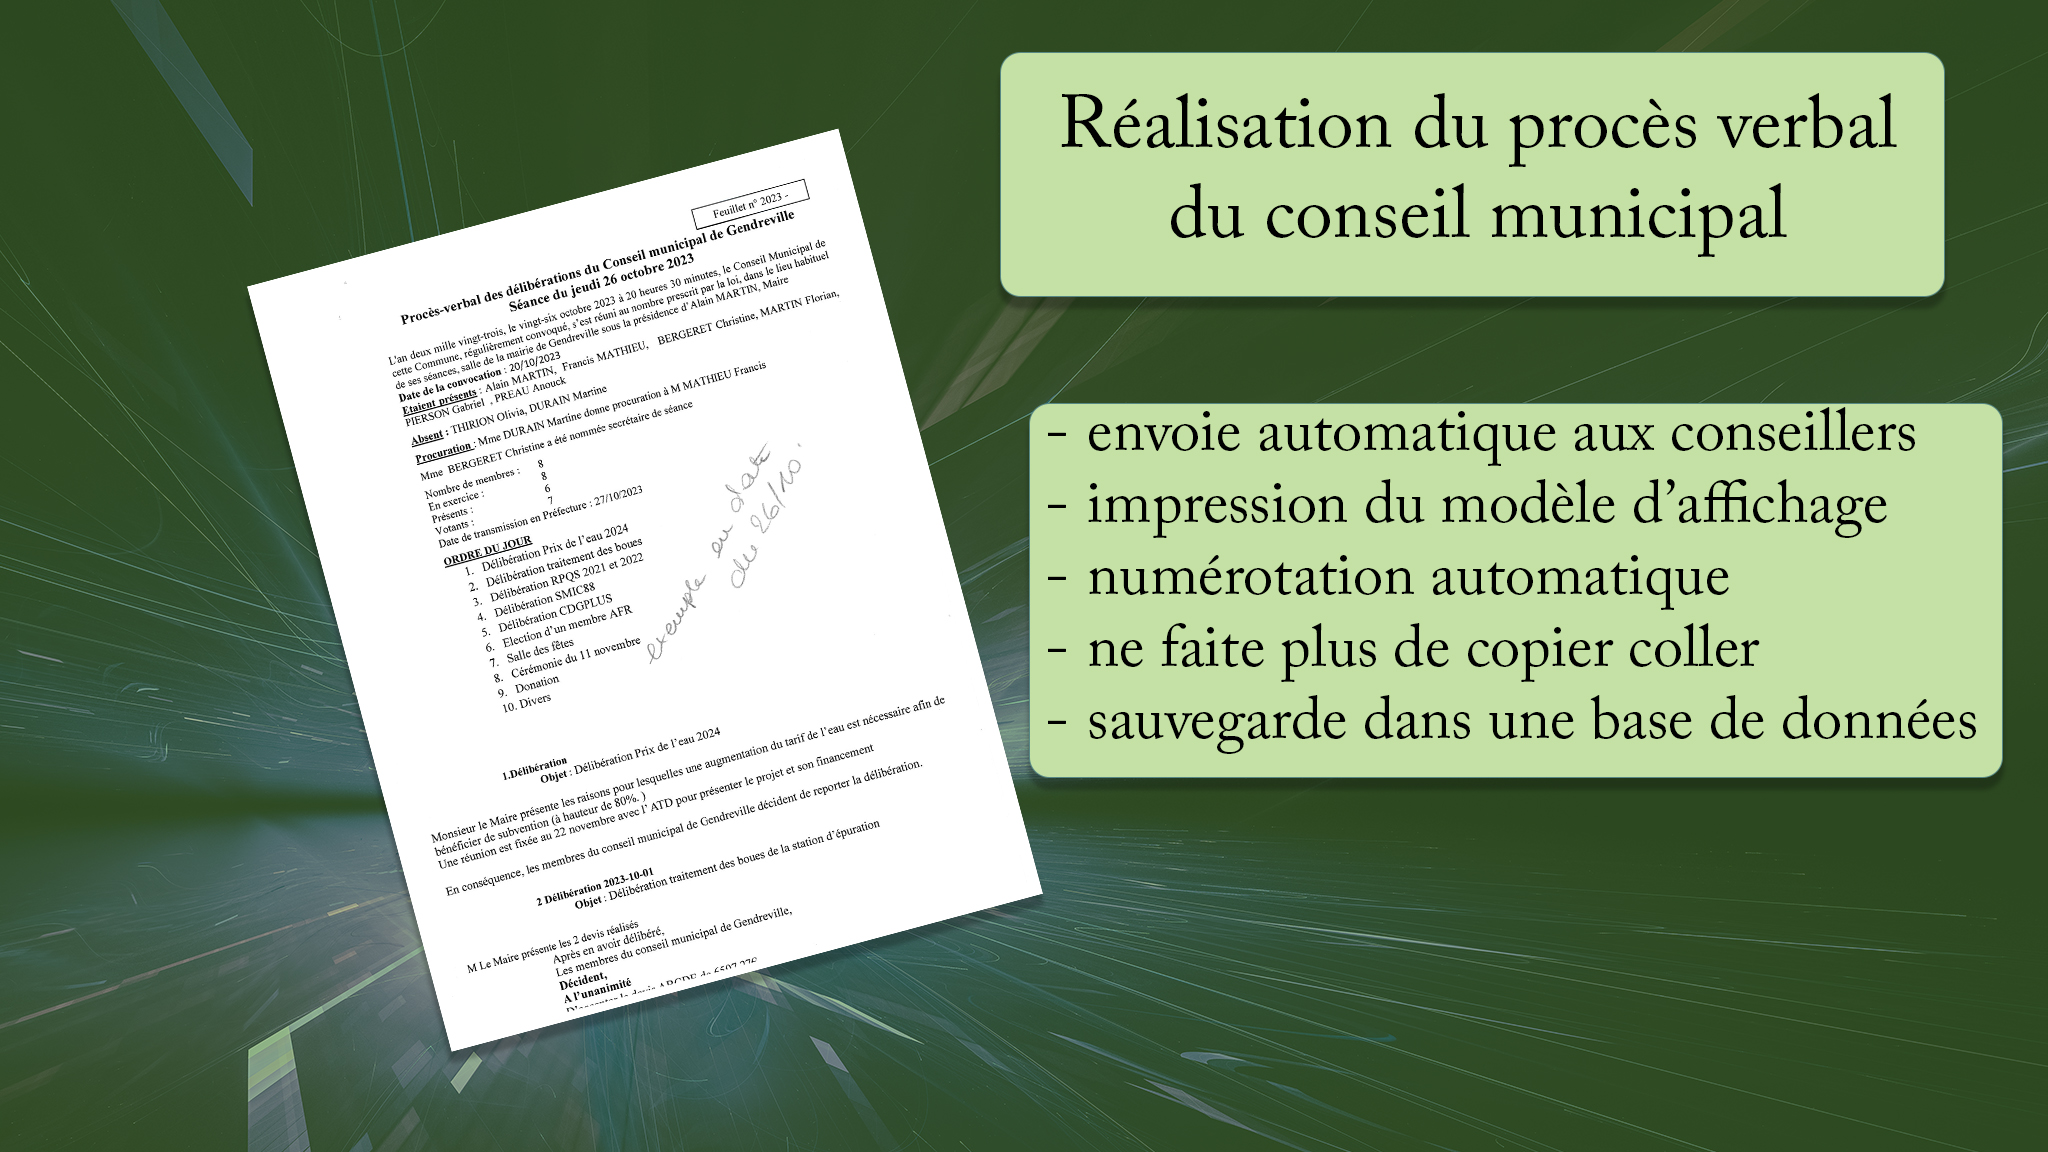 Réalisation du procès verbal
du conseil municipal
- envoie automatique aux conseillers
- impression du modèle d’affichage
- numérotation automatique
- ne faite plus de copier coller
- sauvegarde dans une base de données
Feuillet n° 2023 -
Procès-verbal des délibérations du Conseil municipal de Gendreville
Séance du jeudi 26 octobre 2023
L'an deux mille vingt-trois, le vingt-six octobre 2023 à 20 heures 30 minutes, le Conseil Municipal de
cette Commune, régulièrement convoqué, s’est réuni au nombre prescrit par la loi, dans le lieu habituel
de ses séances, salle de la mairie de Gendreville sous la présidence d’Alain MARTIN, Maire
Date de la convocation : 20/10/2023
Etaient présents : Alain MARTIN, Francis MATHIEU, BERGERET Christine, MARTIN Florian,
PIERSON Gabriel , PREAU Anouck
Absent : THIRION Olivia, DURAIN Martine
Procuration : Mme DURAIN Martine donne procuration à M MATHIEU Francis
Mme BERGERET Christine a été nommée secrétaire de séance
Nombre de membres : 8
En exercice : 8
Présents : 6
Votants : 7
Date de transmission en Préfecture : 27/10/2023
ORDRE DU JOUR
1. Délibération Prix de l’eau 2024
2. Délibération traitement des boues
3. Délibération RPQS 2021 et 2022
4. Délibération SMIC88
5. Délibération CDGPLUS
6. Election d’un membre AFR
7. Salle des fêtes
8. Cérémonie du 11 novembre
9. Donation
10. Divers
exemple en date
du 26/10.
1.Délibération
Objet : Délibération Prix de l’eau 2024
Monsieur le Maire présente les raisons pour lesquelles une augmentation du tarif de l’eau est nécessaire afin de
bénéficier de subvention (à hauteur de 80%. )
Une réunion est fixée au 22 novembre avec l’ ATD pour présenter le projet et son financement
En conséquence, les membres du conseil municipal de Gendreville décident de reporter la délibération.
2 Délibération 2023-10-01
Objet : Délibération traitement des boues de la station d’épuration
M Le Maire présente les 2 devis réalisés
Après en avoir délibéré,
Les membres du conseil municipal de Gendreville,
Décident,
A l’unanimité